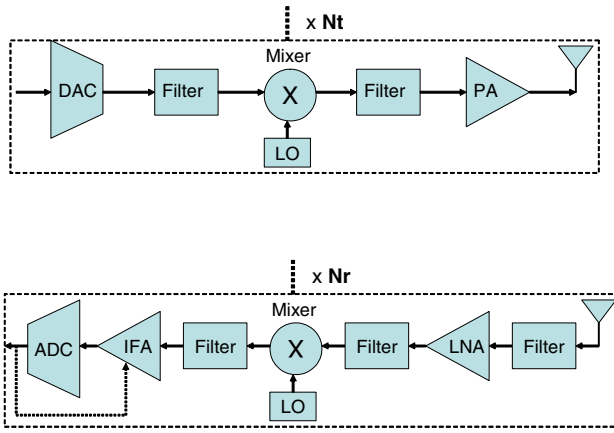 x Nt
Mixer
DAC
Filter
X
Filter
PA
LO
x Nr
Mixer
ADC
IFA
Filter
X
Filter
LNA
Filter
LO